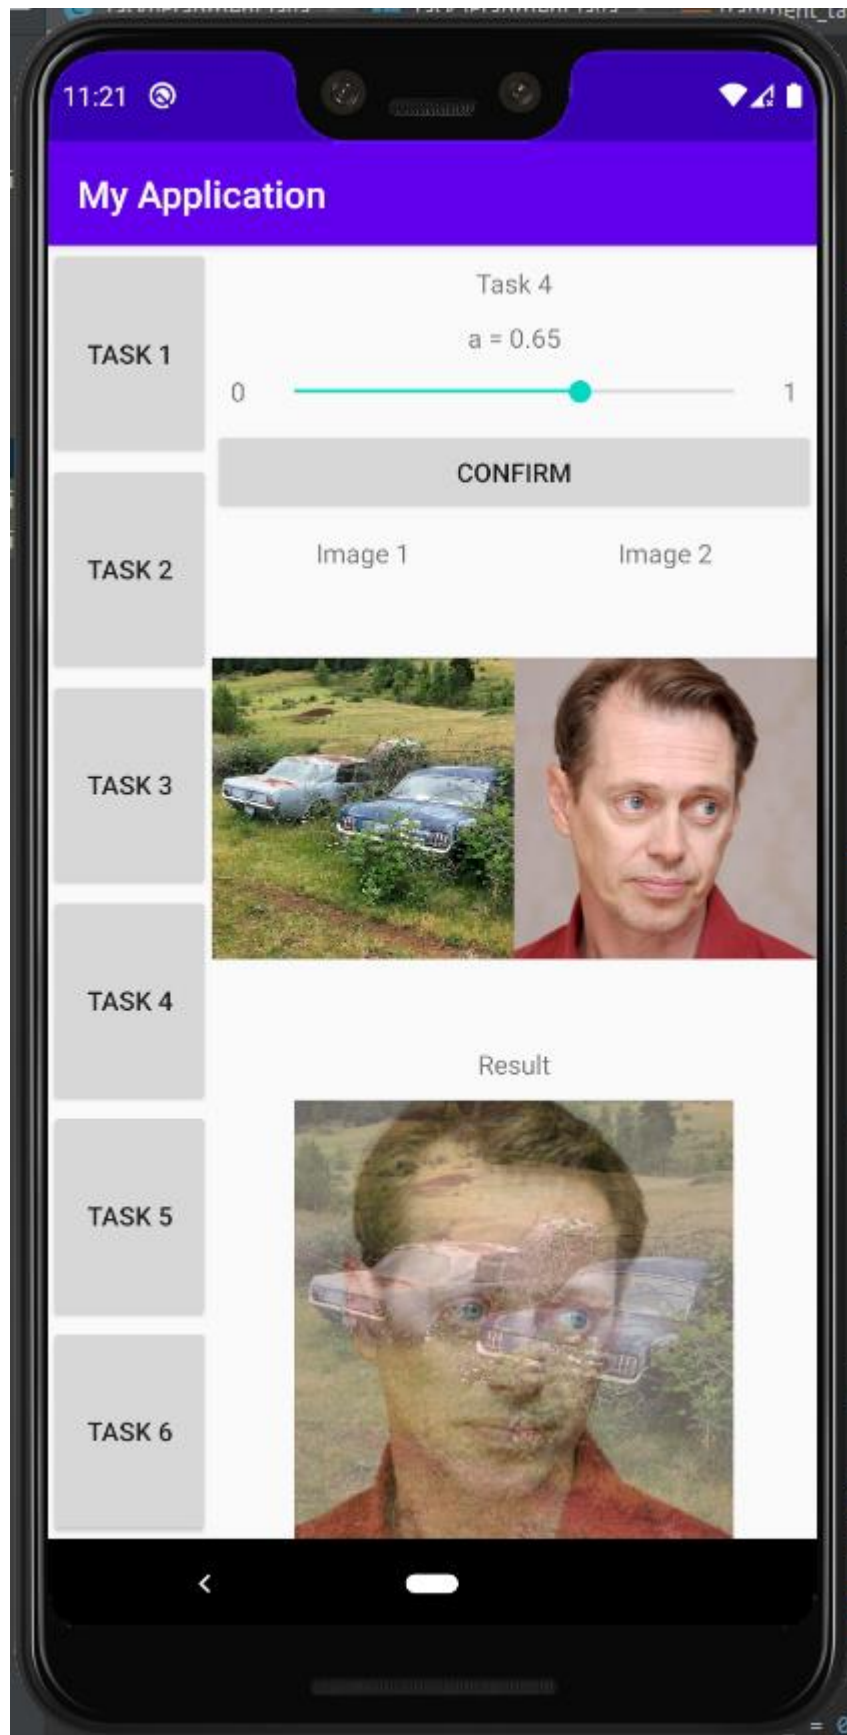 11:21
My Application
TASK 1
TASK 2
TASK 3
TASK 4
TASK 5
TASK 6
Task 4
a = 0.65
0 1
CONFIRM
Image 1 Image 2
Result